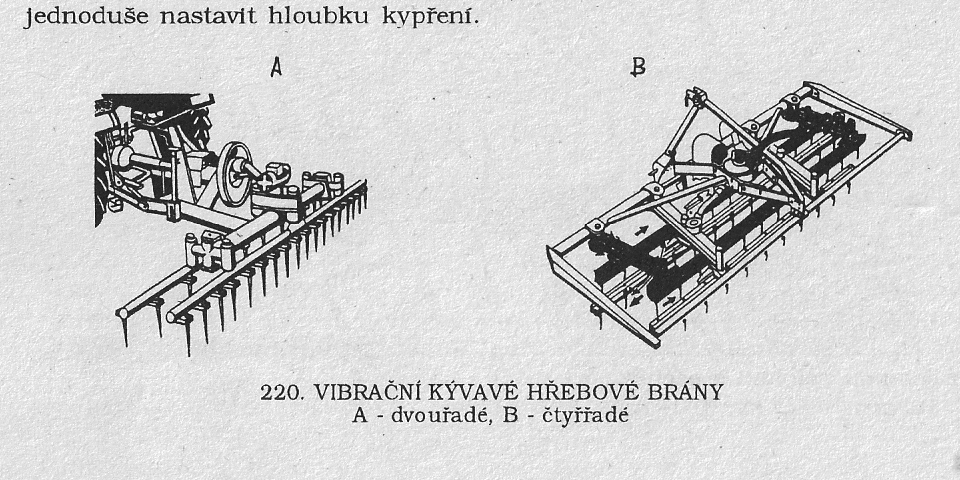 jednoduše nastavit hloubku kypření.
A
B
220. VIBRAČNÍ KÝVAVÉ HŘEBOVÉ BRÁNY
A - dvouřadé, B - čtyřřadé